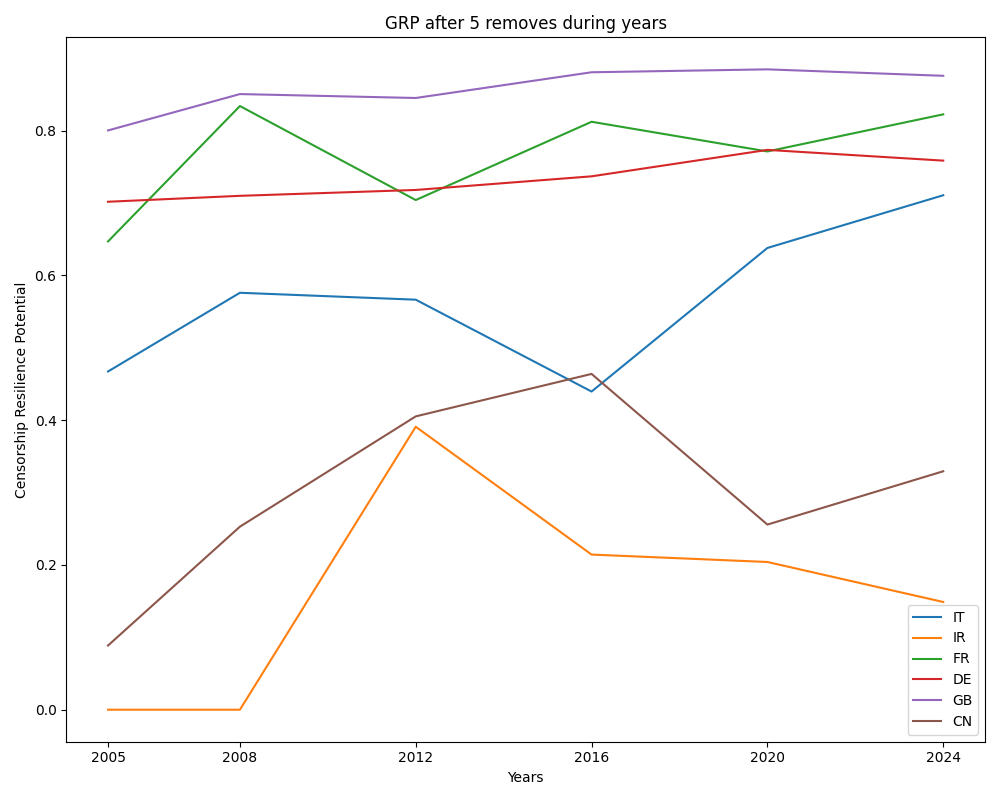 GRP after 5 removes during years
Censorship Resilience Potential
0.8
0.6
0.4
0.2
0.0
2005 2008 2012 2016 2020 2024
Years
IT
IR
FR
DE
GB
CN